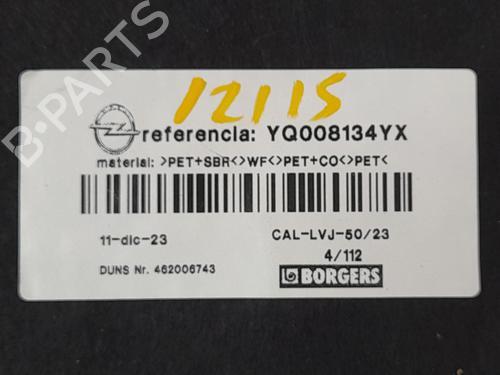 12115
referencia: YQ008134YX
material: >PET+SBR<>WF<>PET+CO<>PET<
11-dic-23
CAL-LVJ-50/23
4/112
DUNS Nr. 462006743
BORGERS
B-PARTS